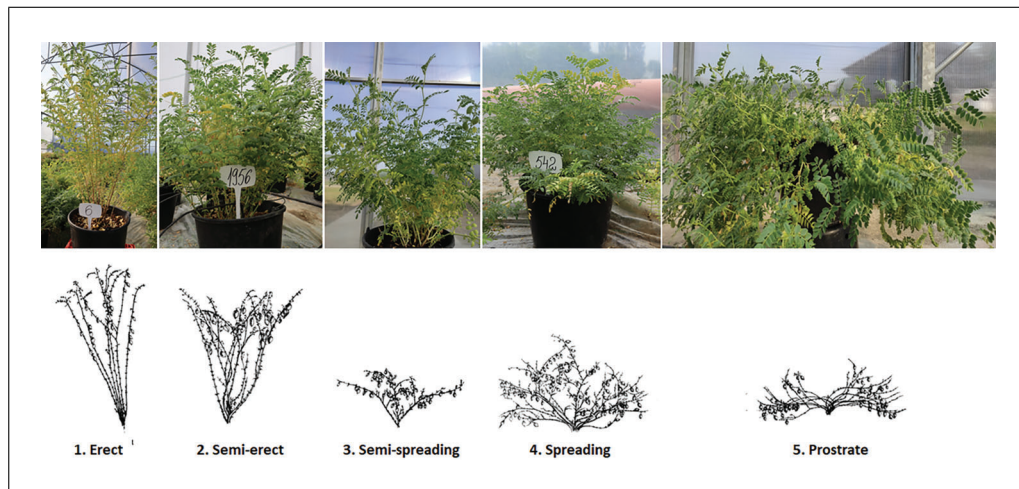 6
1956
542
1. Erect
2. Semi-erect
3. Semi-spreading
4. Spreading
5. Prostrate